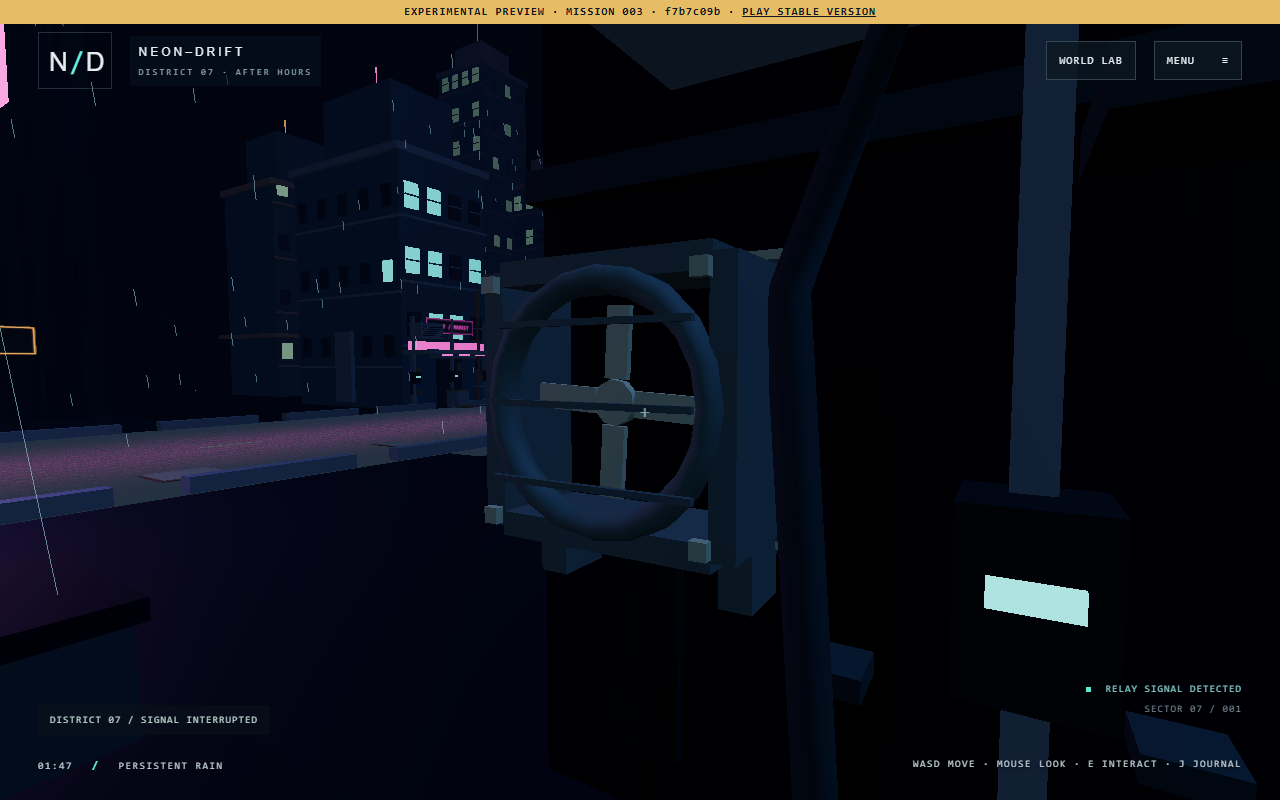 EXPERIMENTAL PREVIEW · MISSION 003 · f7b7c09b · PLAY STABLE VERSION
N/D
NEON–DRIFT
DISTRICT 07 · AFTER HOURS
WORLD LAB
MENU ≡
RELAY SIGNAL DETECTED
SECTOR 07 / 001
DISTRICT 07 / SIGNAL INTERRUPTED
01:47 / PERSISTENT RAIN
WASD MOVE · MOUSE LOOK · E INTERACT · J JOURNAL